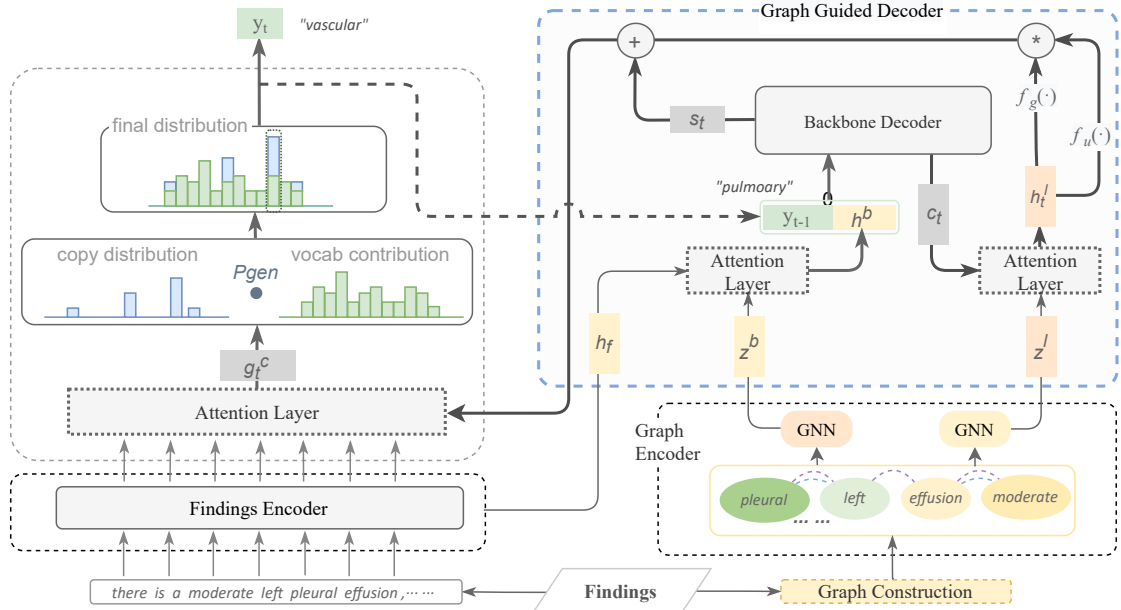 y_t
"vascular"
final distribution
copy distribution
Pgen
vocab contribution
g_t^c
Attention Layer
Findings Encoder
there is a moderate left pleural effusion ,... ...
Graph Guided Decoder
+
*
s_t
Backbone Decoder
f_g(·)
f_u(·)
"pulmoary"
y_{t-1}
h^b
c_t
h_t^l
Attention
Layer
Attention
Layer
h_f
z^b
z^l
Graph
Encoder
GNN
GNN
pleural
left
effusion
moderate
... ...
Findings
Graph Construction